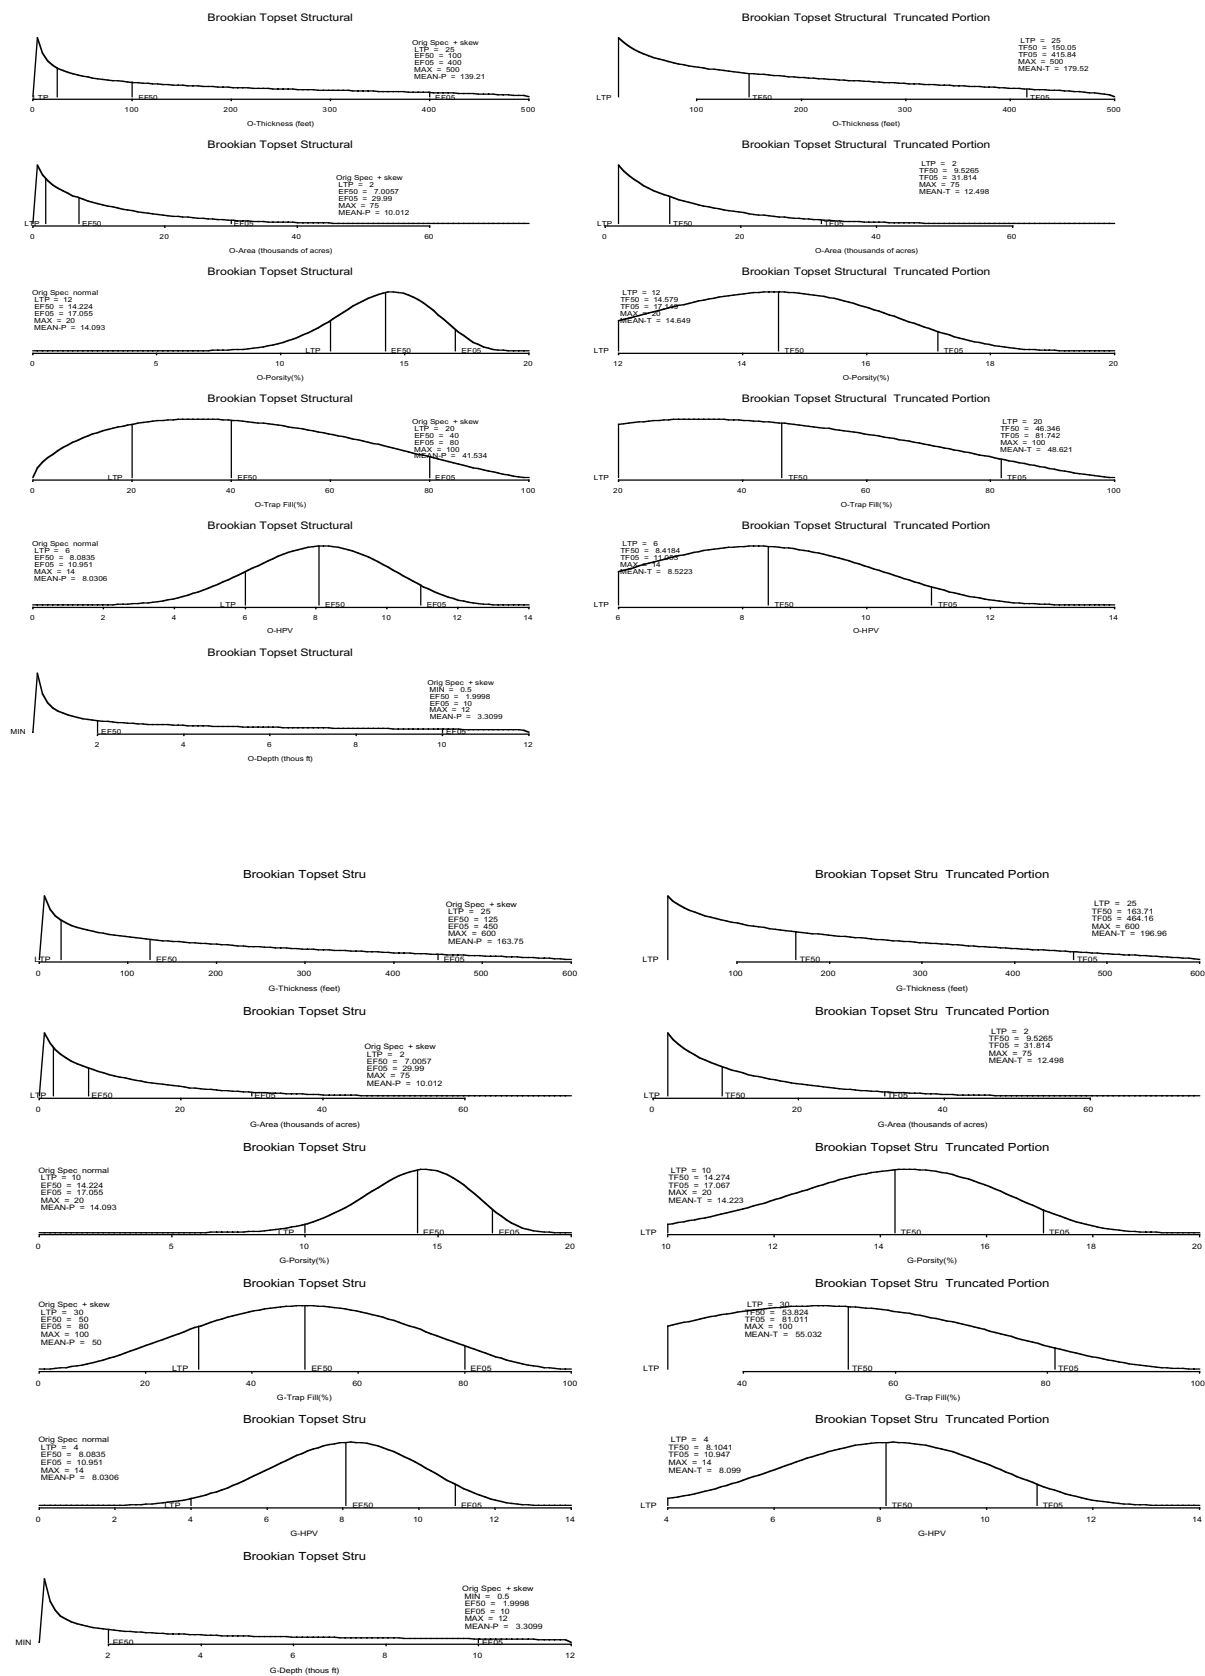 Brookian Topset Structural
Orig Spec + skew
LTP = 25
EF50 = 100
EF05 = 400
MAX = 500
MEAN-P = 139.21
LTP EF50 EF05
0 100 200 300 400 500
O-Thickness (feet)
Brookian Topset Structural Truncated Portion
LTP = 25
TF50 = 150.05
TF05 = 415.84
MAX = 500
MEAN-T = 179.52
LTP TF50 TF05
100 200 300 400 500
O-Thickness (feet)
Brookian Topset Structural
Orig Spec + skew
LTP = 2
EF50 = 7.0057
EF05 = 29.99
MAX = 75
MEAN-P = 10.012
LTP EF50 EF05
0 20 40 60
O-Area (thousands of acres)
Brookian Topset Structural Truncated Portion
LTP = 2
TF50 = 9.5265
TF05 = 31.814
MAX = 75
MEAN-T = 12.498
LTP TF50 TF05
0 20 40 60
O-Area (thousands of acres)
Brookian Topset Structural
Orig Spec normal
LTP = 12
EF50 = 14.224
EF05 = 17.055
MAX = 20
MEAN-P = 14.093
LTP EF50 EF05
0 5 10 15 20
O-Porsity(%)
Brookian Topset Structural Truncated Portion
LTP = 12
TF50 = 14.579
TF05 =
MAX = 20
MEAN-T = 14.649
LTP TF50 TF05
12 14 16 18 20
O-Porsity(%)
Brookian Topset Structural
Orig Spec + skew
LTP = 20
EF50 = 40
EF05 = 80
MAX = 100
MEAN-P = 41.534
LTP EF50 EF05
0 20 40 60 80 100
O-Trap Fill(%)
Brookian Topset Structural Truncated Portion
LTP = 20
TF50 = 46.346
TF05 = 81.742
MAX = 100
MEAN-T = 48.621
LTP TF50 TF05
20 40 60 80 100
O-Trap Fill(%)
Brookian Topset Structural
Orig Spec normal
LTP = 6
EF50 = 8.0835
EF05 = 10.951
MAX = 14
MEAN-P = 8.0306
LTP EF50 EF05
0 2 4 6 8 10 12 14
O-HPV
Brookian Topset Structural Truncated Portion
LTP = 6
TF50 = 8.4184
TF05 =
MAX = 14
MEAN-T = 8.5223
LTP TF50 TF05
6 8 10 12 14
O-HPV
Brookian Topset Structural
Orig Spec + skew
MIN = 0.5
EF50 = 1.9998
EF05 = 10
MAX = 12
MEAN-P = 3.3099
MIN EF50 EF05
2 4 6 8 10 12
O-Depth (thous ft)
Brookian Topset Stru
Orig Spec + skew
LTP = 25
EF50 = 125
EF05 = 450
MAX = 600
MEAN-P = 163.75
LTP EF50 EF05
0 100 200 300 400 500 600
G-Thickness (feet)
Brookian Topset Stru Truncated Portion
LTP = 25
TF50 = 163.71
TF05 = 464.16
MAX = 600
MEAN-T = 196.96
LTP TF50 TF05
100 200 300 400 500 600
G-Thickness (feet)
Brookian Topset Stru
Orig Spec + skew
LTP = 2
EF50 = 7.0057
EF05 = 29.99
MAX = 75
MEAN-P = 10.012
LTP EF50 EF05
0 20 40 60
G-Area (thousands of acres)
Brookian Topset Stru Truncated Portion
LTP = 2
TF50 = 9.5265
TF05 = 31.814
MAX = 75
MEAN-T = 12.498
LTP TF50 TF05
0 20 40 60
G-Area (thousands of acres)
Brookian Topset Stru
Orig Spec normal
LTP = 10
EF50 = 14.224
EF05 = 17.055
MAX = 20
MEAN-P = 14.093
LTP EF50 EF05
0 5 10 15 20
G-Porsity(%)
Brookian Topset Stru Truncated Portion
LTP = 10
TF50 = 14.274
TF05 = 17.067
MAX = 20
MEAN-T = 14.223
LTP TF50 TF05
10 12 14 16 18 20
G-Porsity(%)
Brookian Topset Stru
Orig Spec + skew
LTP = 30
EF50 = 50
EF05 = 80
MAX = 100
MEAN-P = 50
LTP EF50 EF05
0 20 40 60 80 100
G-Trap Fill(%)
Brookian Topset Stru Truncated Portion
LTP = 30
TF50 = 53.824
TF05 = 81.011
MAX = 100
MEAN-T = 55.032
LTP TF50 TF05
40 60 80 100
G-Trap Fill(%)
Brookian Topset Stru
Orig Spec normal
LTP = 4
EF50 = 8.0835
EF05 = 10.951
MAX = 14
MEAN-P = 8.0306
LTP EF50 EF05
0 2 4 6 8 10 12 14
G-HPV
Brookian Topset Stru Truncated Portion
LTP = 4
TF50 = 8.1041
TF05 = 10.947
MAX = 14
MEAN-T = 8.099
LTP TF50 TF05
4 6 8 10 12 14
G-HPV
Brookian Topset Stru
Orig Spec + skew
MIN = 0.5
EF50 = 1.9998
EF05 = 10
MAX = 12
MEAN-P = 3.3099
MIN EF50 EF05
2 4 6 8 10 12
G-Depth (thous ft)